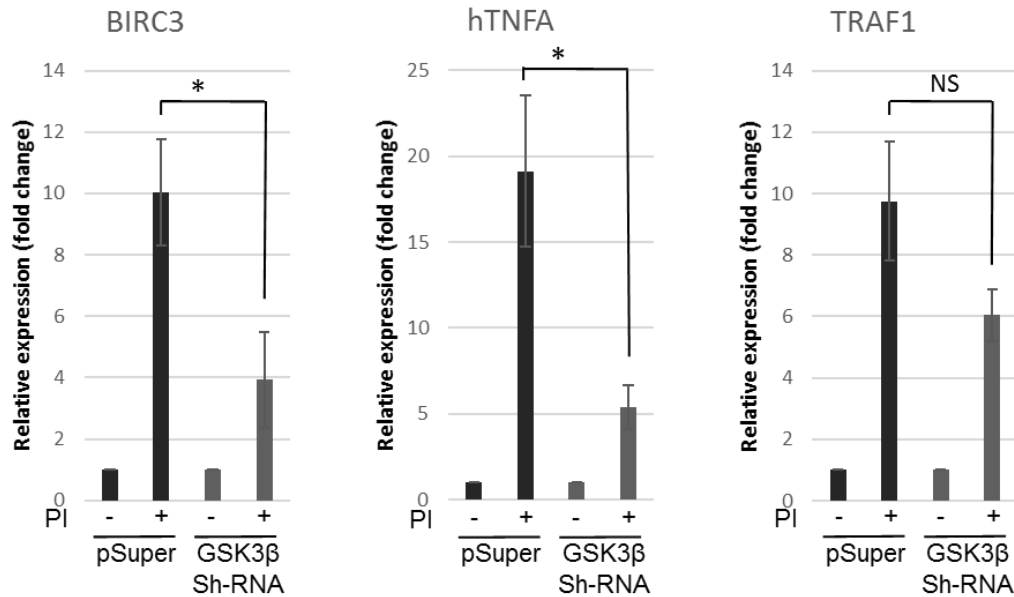 BIRC3
Relative expression (fold change)
14
12
10
8
6
4
2
0
*
PI - + - +
pSuper GSK3β
Sh-RNA
hTNFA
Relative expression (fold change)
25
20
15
10
5
0
*
PI - + - +
pSuper GSK3β
Sh-RNA
TRAF1
Relative expression (fold change)
14
12
10
8
6
4
2
0
NS
PI - + - +
pSuper GSK3β
Sh-RNA